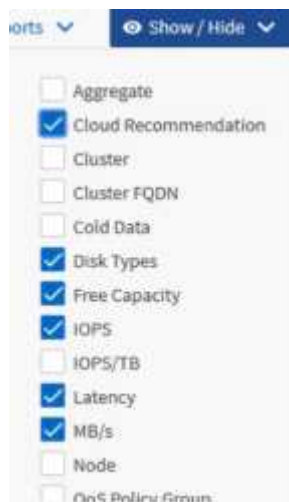 orts Show / Hide
Aggregate
Cloud Recommendation
Cluster
Cluster FQDN
Cold Data
Disk Types
Free Capacity
IOPS
IOPS/TB
Latency
MB/s
Node
QoS Policy Group